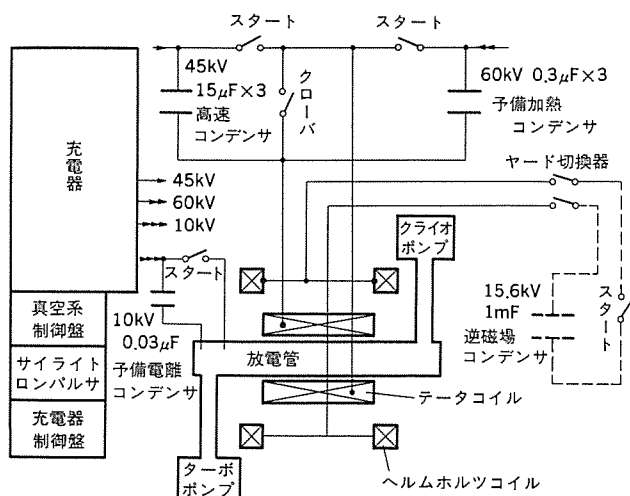 スタート
スタート
45kV
15μF×3
高速
コンデンサ
クローバ
60kV 0.3μF×3
予備加熱
コンデンサ
充電器
45kV
60kV
10kV
ヤード切換器
クライオ
ポンプ
スタート
真空系
制御盤
10kV
0.03μF
予備電離
コンデンサ
サイライト
ロンパルサ
充電器
制御盤
放電管
15.6kV
1mF
逆磁場
コンデンサ
スタート
テータコイル
ターボ
ポンプ
ヘルムホルツコイル